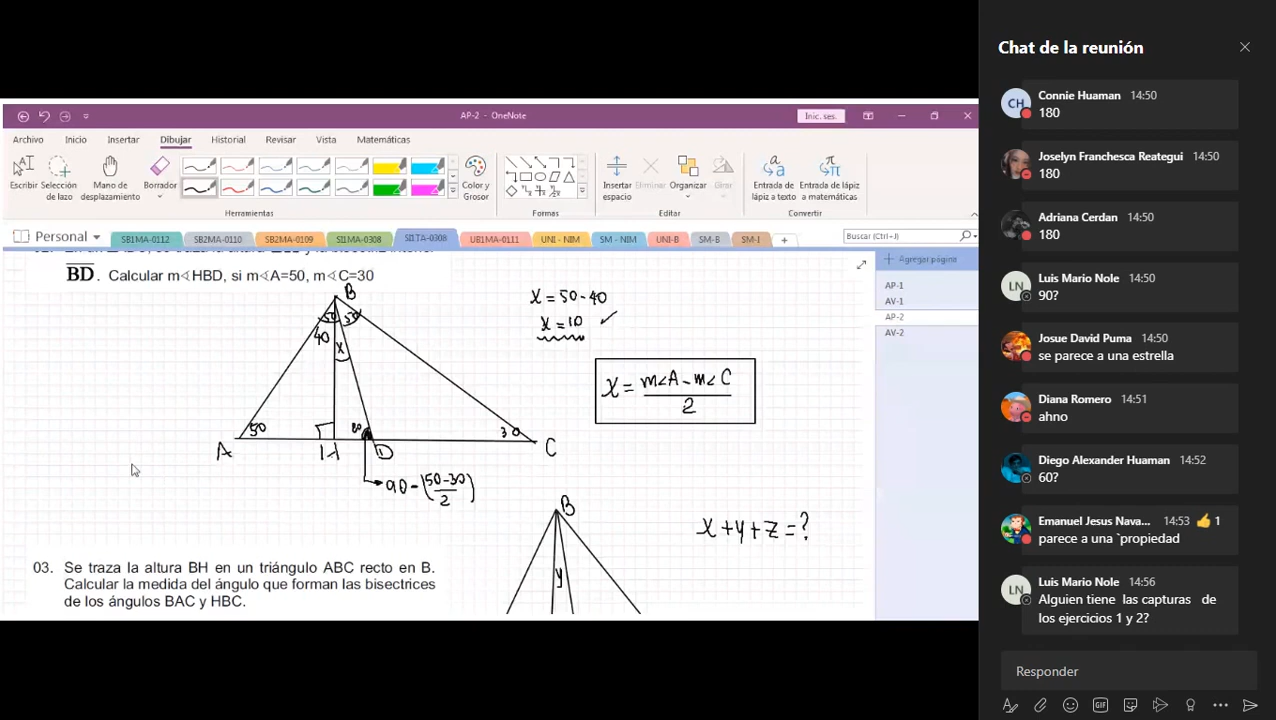 AP-2 - OneNote
Inic. ses.
Archivo Inicio Insertar Dibujar Historial Revisar Vista Matemáticas
Escribir
Selección de lazo
Mano de desplazamiento
Borrador
Color y Grosor
Insertar espacio
Eliminar
Organizar
Girar
Entrada de lápiz a texto
Entrada de lápiz a matemáticas
Herramientas Formas Editar Convertir
Personal SB1MA-0112 SB2MA-0110 SB2MA-0109 SI1MA-0308 SI1TA-0308 UB1MA-0111 UNI - NIM SM - NIM UNI-B SM-B SM-I
Buscar (Ctrl+J)
Agregar página
AP-1
AV-1
AP-2
AV-2
BD. Calcular m∢HBD, si m∢A=50, m∢C=30
B
50 50
40 x
50
30
A H D C
90 - (50-30/2)
x = 50-40
x = 10
x = m∠A - m∠C / 2
B
y
x + y + z = ?
03. Se traza la altura BH en un triángulo ABC recto en B.
Calcular la medida del ángulo que forman las bisectrices
de los ángulos BAC y HBC.
Chat de la reunión
CH
Connie Huaman 14:50
180
Joselyn Franchesca Reategui 14:50
180
Adriana Cerdan 14:50
180
LN
Luis Mario Nole 14:50
90?
Josue David Puma 14:50
se parece a una estrella
Diana Romero 14:51
ahno
Diego Alexander Huaman 14:52
60?
Emanuel Jesus Nava... 14:53 1
parece a una `propiedad
LN
Luis Mario Nole 14:56
Alguien tiene las capturas de
los ejercicios 1 y 2?
Responder